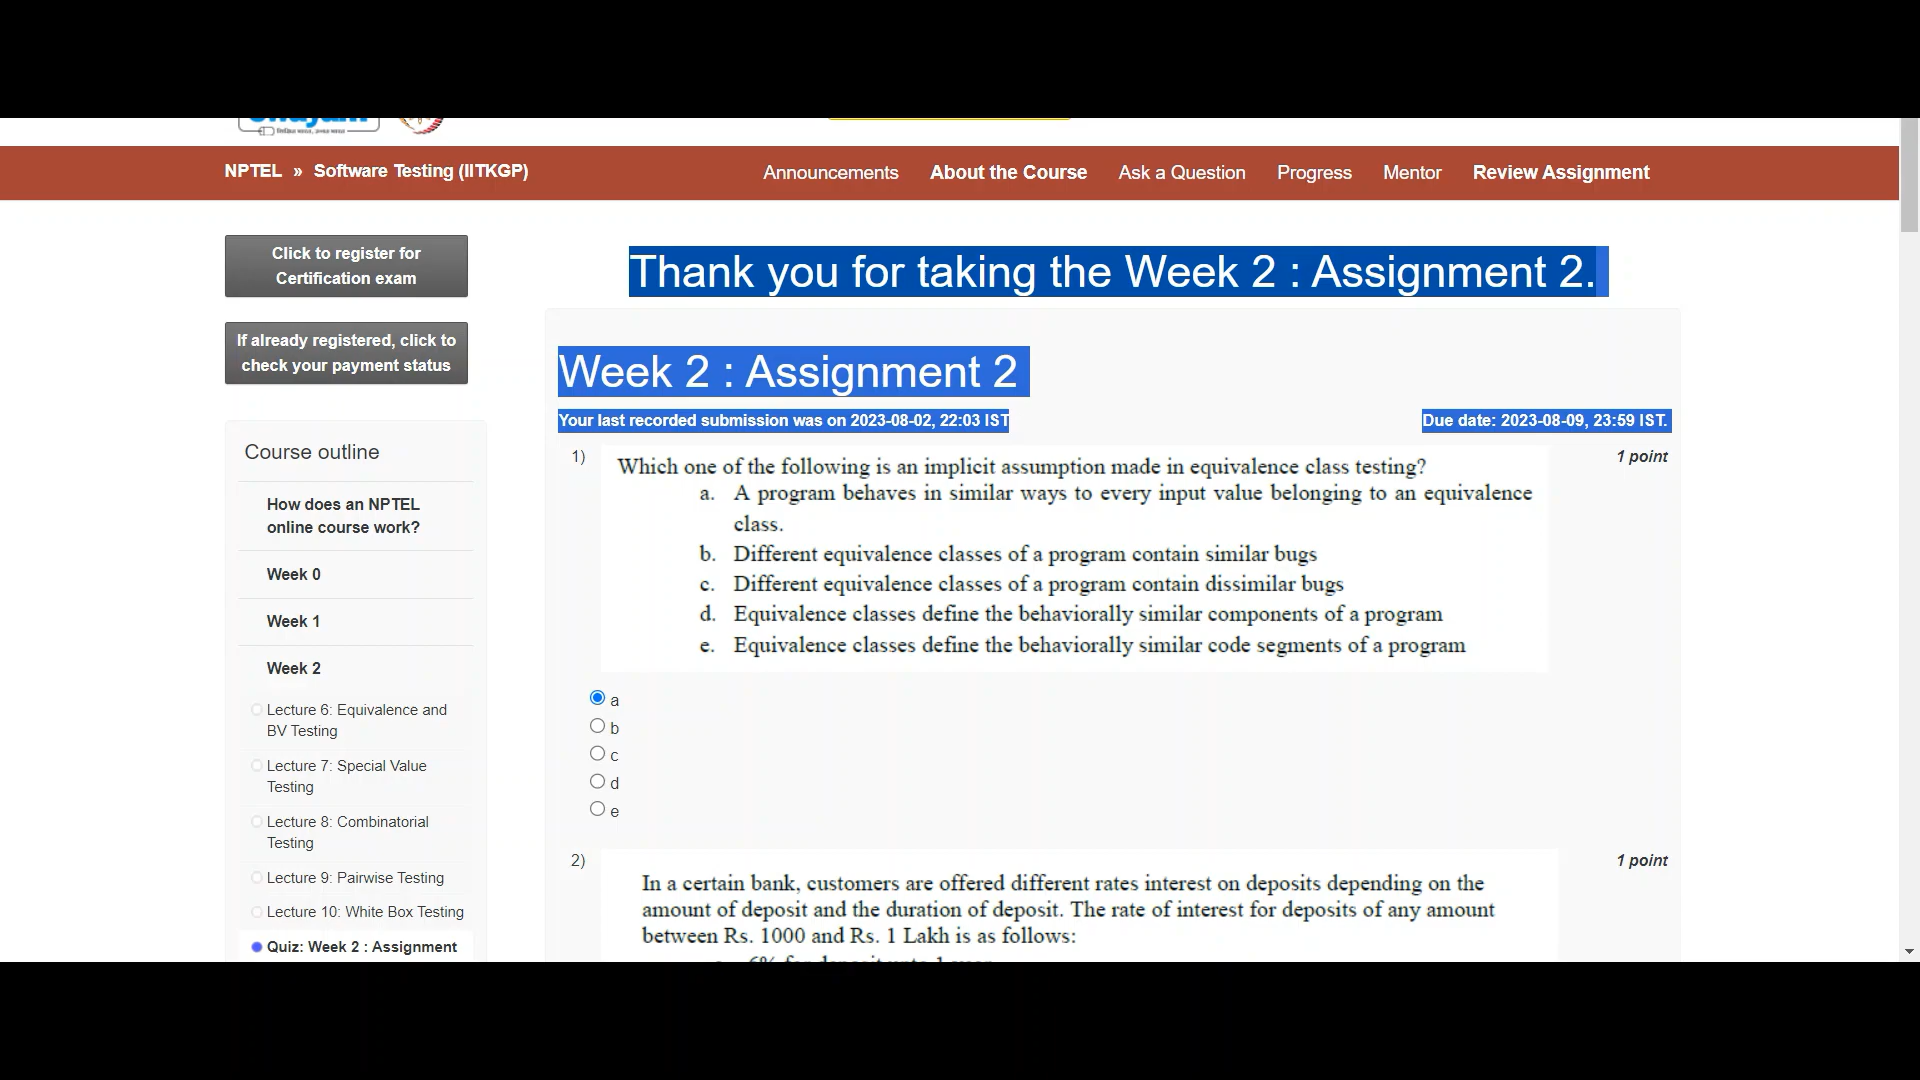 NPTEL » Software Testing (IITKGP)
Announcements About the Course Ask a Question Progress Mentor Review Assignment
Click to register for
Certification exam
If already registered, click to
check your payment status
Course outline
How does an NPTEL
online course work?
Week 0
Week 1
Week 2
Lecture 6: Equivalence and
BV Testing
Lecture 7: Special Value
Testing
Lecture 8: Combinatorial
Testing
Lecture 9: Pairwise Testing
Lecture 10: White Box Testing
Quiz: Week 2 : Assignment
Thank you for taking the Week 2 : Assignment 2.
Week 2 : Assignment 2
Your last recorded submission was on 2023-08-02, 22:03 IST Due date: 2023-08-09, 23:59 IST.
1) Which one of the following is an implicit assumption made in equivalence class testing? 1 point
a. A program behaves in similar ways to every input value belonging to an equivalence
class.
b. Different equivalence classes of a program contain similar bugs
c. Different equivalence classes of a program contain dissimilar bugs
d. Equivalence classes define the behaviorally similar components of a program
e. Equivalence classes define the behaviorally similar code segments of a program
a
b
c
d
e
2) 1 point
In a certain bank, customers are offered different rates interest on deposits depending on the
amount of deposit and the duration of deposit. The rate of interest for deposits of any amount
between Rs. 1000 and Rs. 1 Lakh is as follows: